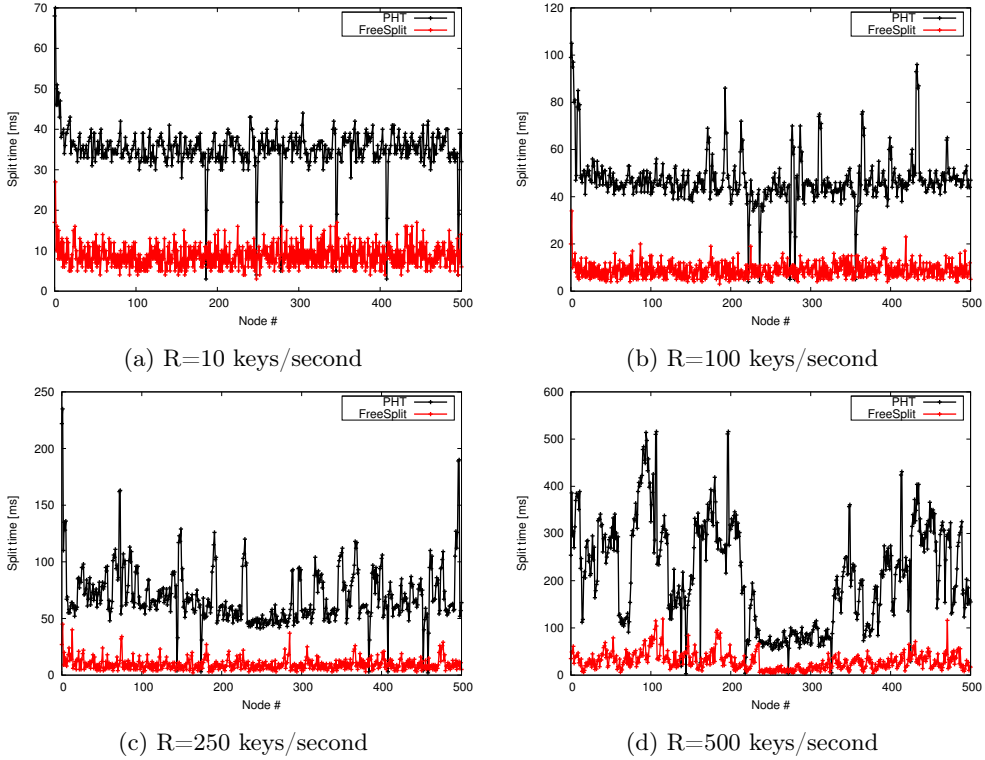 PHT
FreeSplit
70
60
50
40
30
20
10
0
Split time [ms]
0 100 200 300 400 500
Node #
(a) R=10 keys/second
PHT
FreeSplit
120
100
80
60
40
20
0
Split time [ms]
0 100 200 300 400 500
Node #
(b) R=100 keys/second
PHT
FreeSplit
250
200
150
100
50
0
Split time [ms]
0 100 200 300 400 500
Node #
(c) R=250 keys/second
PHT
FreeSplit
600
500
400
300
200
100
0
Split time [ms]
0 100 200 300 400 500
Node #
(d) R=500 keys/second